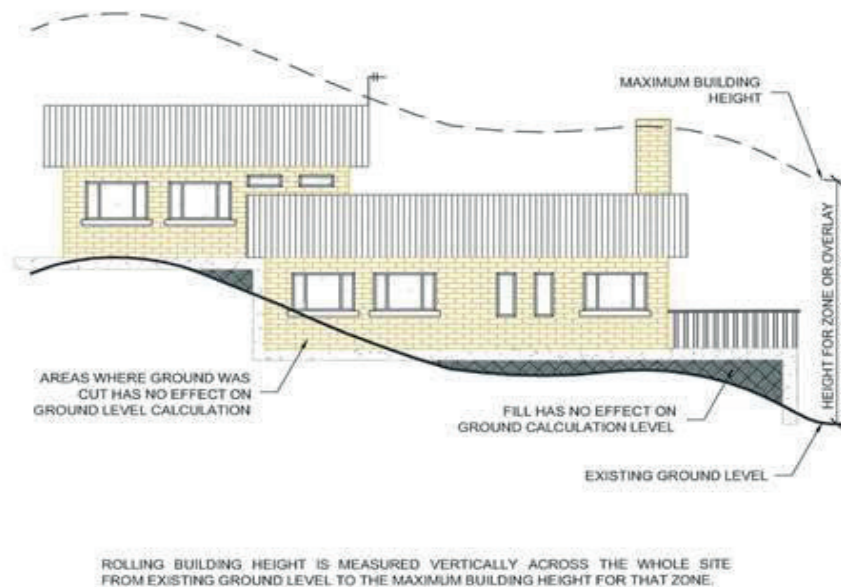 MAXIMUM BUILDING
HEIGHT
HEIGHT FOR ZONE OR OVERLAY
AREAS WHERE GROUND WAS
CUT HAS NO EFFECT ON
GROUND LEVEL CALCULATION
FILL HAS NO EFFECT ON
GROUND CALCULATION LEVEL
EXISTING GROUND LEVEL
ROLLING BUILDING HEIGHT IS MEASURED VERTICALLY ACROSS THE WHOLE SITE
FROM EXISTING GROUND LEVEL TO THE MAXIMUM BUILDING HEIGHT FOR THAT ZONE.